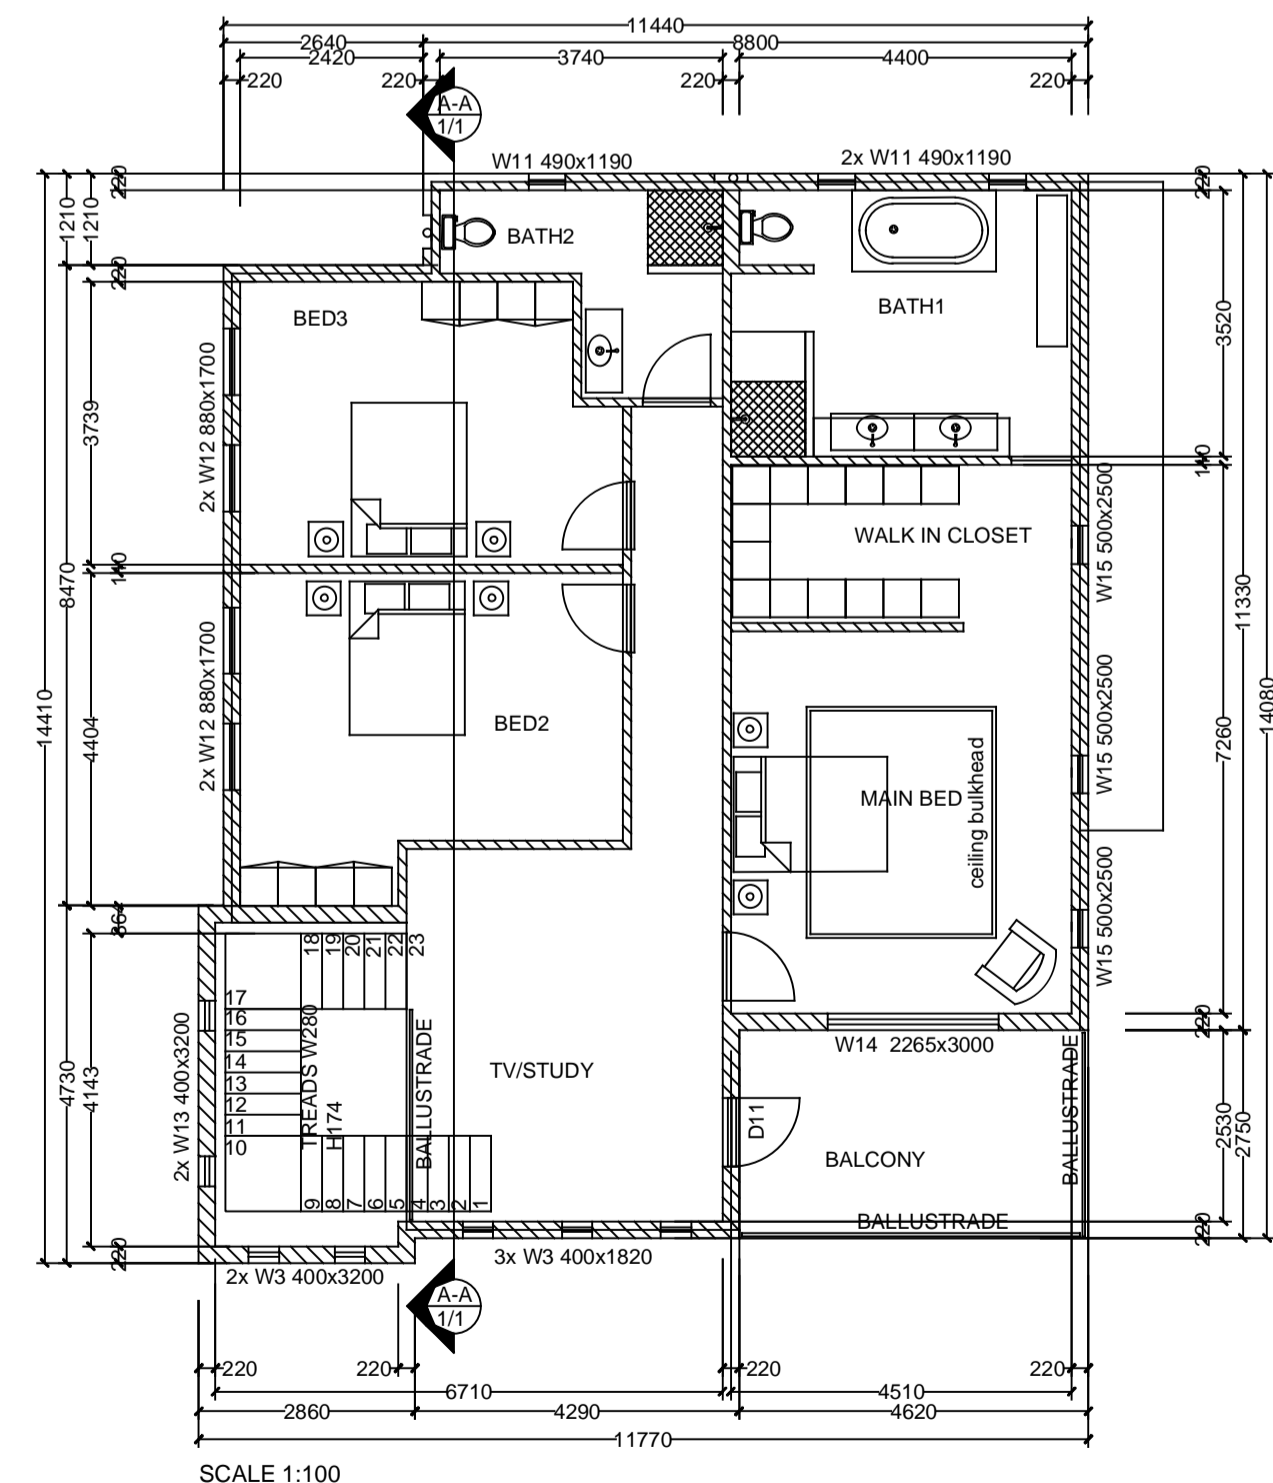 11440
2640
8800
2420
3740
4400
220
220
220
220
A-A
1/1
W11 490x1190
2x W11 490x1190
220
1210
1210
220
220
BATH2
BED3
BATH1
3739
3520
2x W12 880x1700
140
140
W15 500x2500
WALK IN CLOSET
14410
8470
11330
14080
2x W12 880x1700
4404
BED2
W15 500x2500
7260
MAIN BED
ceiling bulkhead
W15 500x2500
364
18
19
20
21
22
23
17
16
15
14
13
12
11
10
TREADS W280
H174
BALLUSTRADE
2x W13 400x3200
4730
4143
TV/STUDY
W14 2265x3000
220
D11
BALCONY
BALLUSTRADE
BALLUSTRADE
2530
2750
9
8
7
6
5
4
3
2
1
220
220
2x W3 400x3200
3x W3 400x1820
A-A
1/1
220
220
220
220
6710
4510
2860
4290
4620
11770
SCALE 1:100